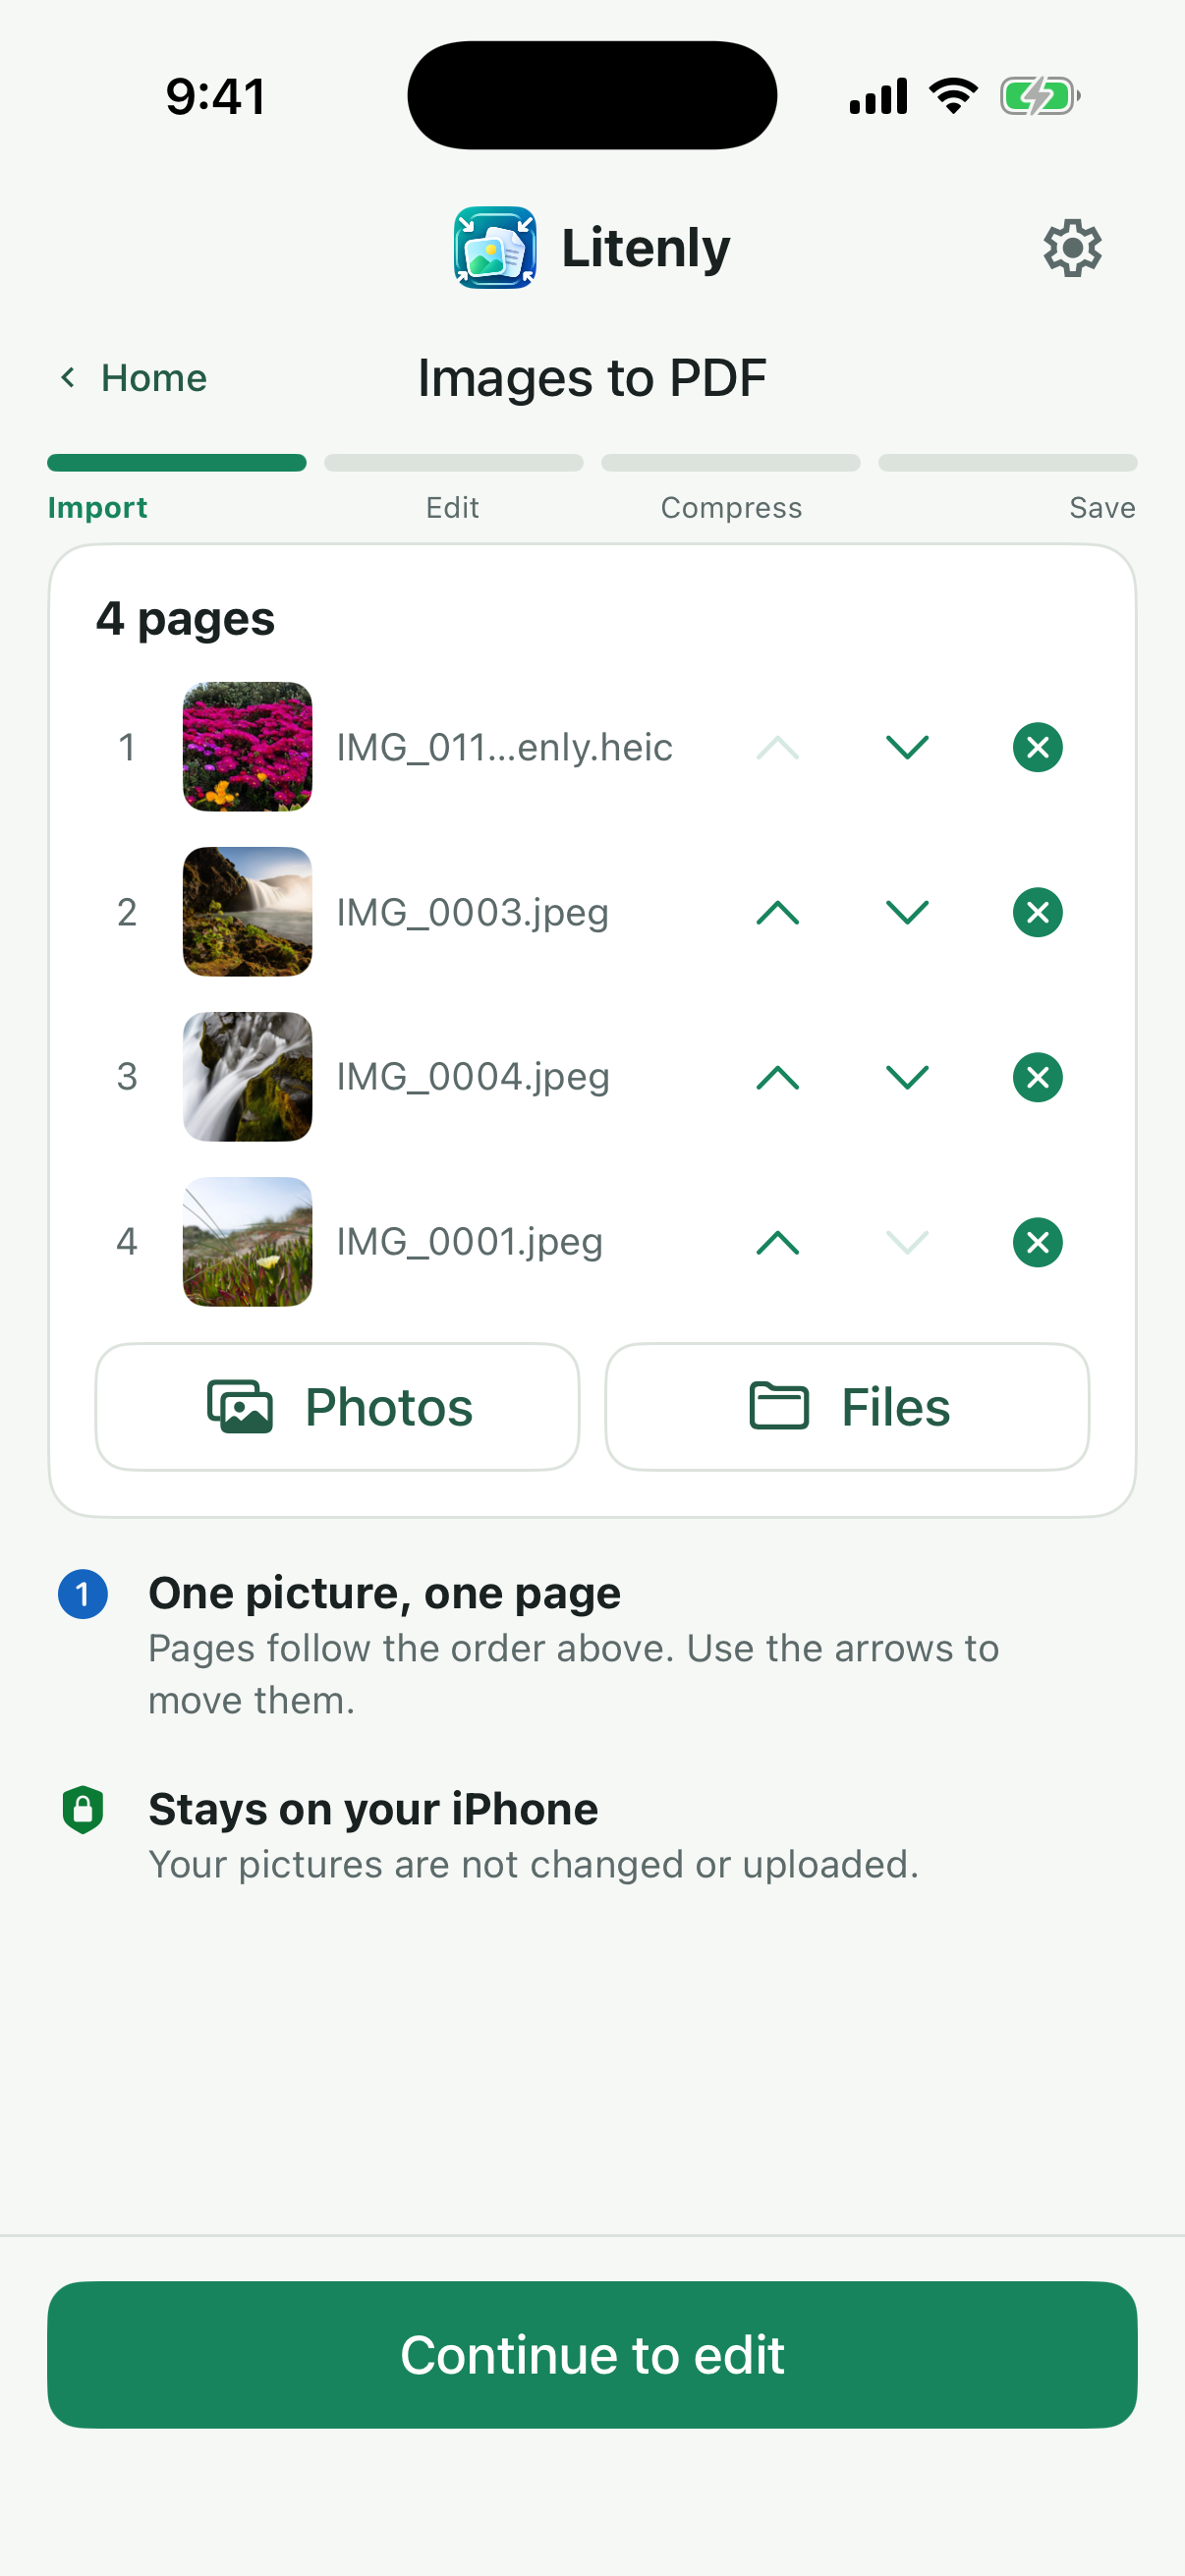 9:41
Litenly
Home
Images to PDF
Import
Edit
Compress
Save
4 pages
1
IMG_011...enly.heic
2
IMG_0003.jpeg
3
IMG_0004.jpeg
4
IMG_0001.jpeg
Photos
Files
1
One picture, one page
Pages follow the order above. Use the arrows to
move them.
Stays on your iPhone
Your pictures are not changed or uploaded.
Continue to edit